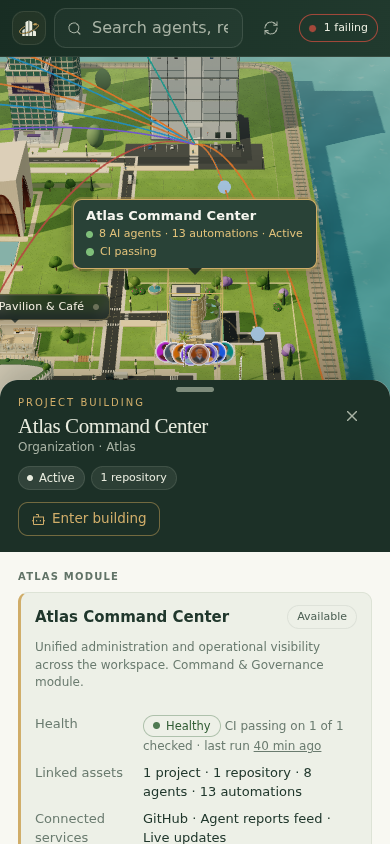 Search agents, re
1 failing
Atlas Command Center
8 AI agents · 13 automations · Active
CI passing
Pavilion & Café
PROJECT BUILDING
Atlas Command Center
Organization · Atlas
Active
1 repository
Enter building
ATLAS MODULE
Atlas Command Center
Available
Unified administration and operational visibility
across the workspace. Command & Governance
module.
Health
Healthy CI passing on 1 of 1
checked · last run 40 min ago
Linked assets
1 project · 1 repository · 8
agents · 13 automations
Connected
services
GitHub · Agent reports feed ·
Live updates